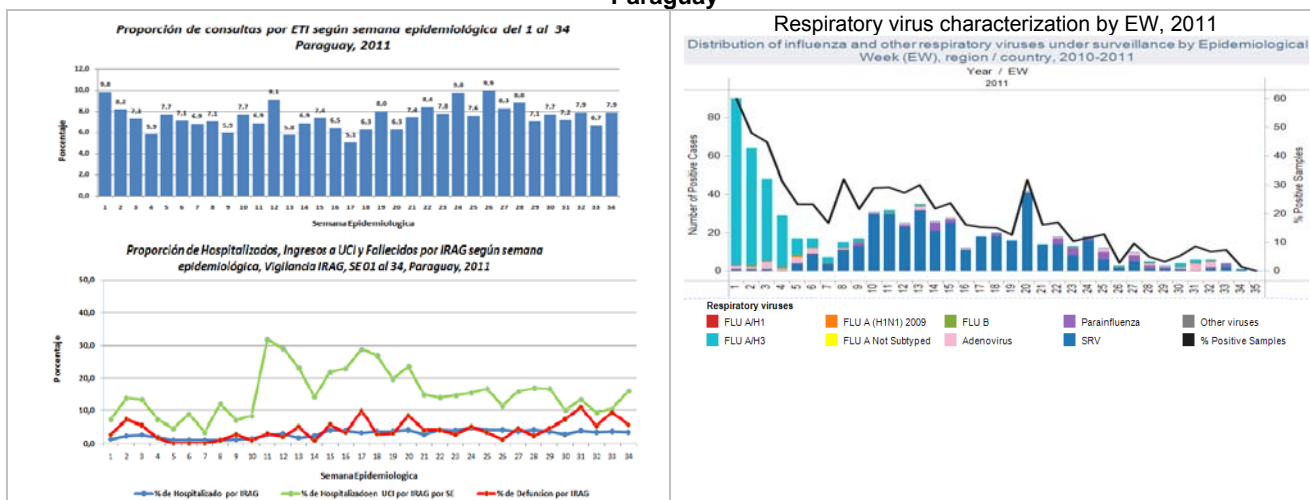 Paraguay
Proporción de consultas por ETI según semana epidemiológica del 1 al 34
Paraguay, 2011
Porcentaje
12,0
10,0
8,0
6,0
4,0
2,0
0,0
9.8 8.2 7.3 5.9 7.7 7.1 6.9 7.1 5.9 7.7 6.9 9.1 5.8 6.9 7.4 6.5 5.1 6.3 8.0 6.3 7.4 8.4 7.8 9.8 7.6 9.9 8.3 8.8 7.1 7.7 7.2 7.9 6.7 7.9
1 2 3 4 5 6 7 8 9 10 11 12 13 14 15 16 17 18 19 20 21 22 23 24 25 26 27 28 29 30 31 32 33 34
Semana Epidemiologica
Proporción de Hospitalizados, Ingresos a UCI y Fallecidos por IRAG según semana
epidemiológica, Vigilancia IRAG, SE 01 al 34, Paraguay, 2011
Porcentaje
50,0
40,0
30,0
20,0
10,0
0,0
1 2 3 4 5 6 7 8 9 10 11 12 13 14 15 16 17 18 19 20 21 22 23 24 25 26 27 28 29 30 31 32 33 34
Semana Epidemiologica
% de Hospitalizado por IRAG % de Hospitalizado en UCI por IRAG por SE % de Defuncion por IRAG
Respiratory virus characterization by EW, 2011
Distribution of influenza and other respiratory viruses under surveillance by Epidemiological
Week (EW), region / country, 2010-2011
Year / EW
2011
Number of Positive Cases
80
60
40
20
0
60
50
40
30
20
10
0
% Positive Samples
1 2 3 4 5 6 7 8 9 10 11 12 13 14 15 16 17 18 19 20 21 22 23 24 25 26 27 28 29 30 31 32 33 34 35
Respiratory viruses
FLU A/H1 FLU A (H1N1) 2009 FLU B Parainfluenza Other viruses
FLU A/H3 FLU A Not Subtyped Adenovirus SRV % Positive Samples